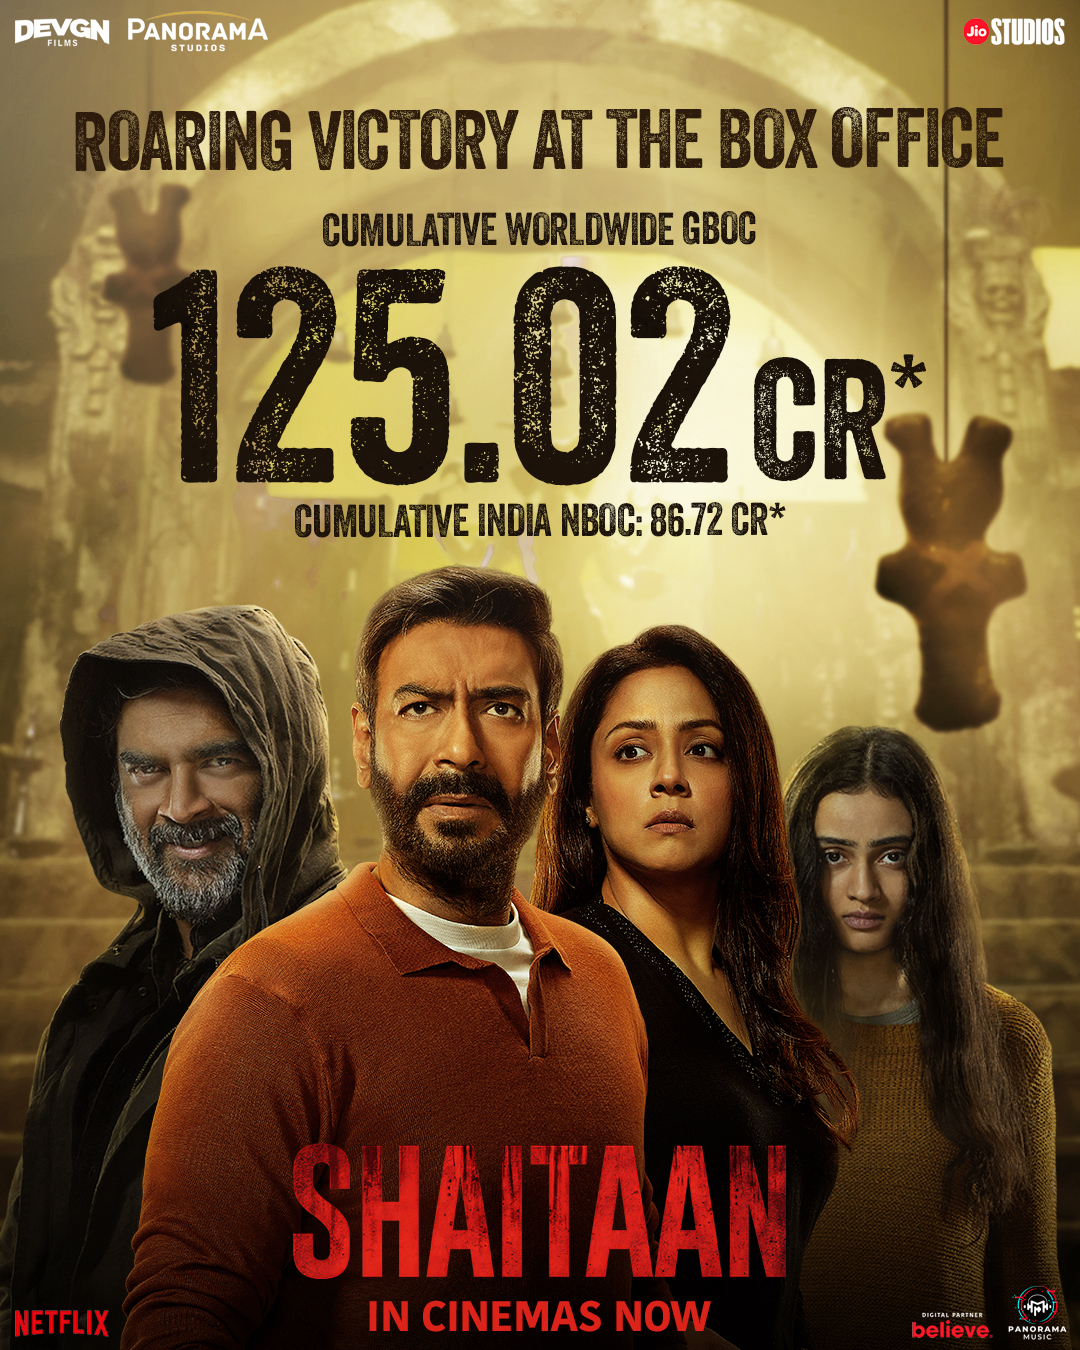 DEVGN
FILMS
PANORAMA
STUDIOS
Jio STUDIOS
ROARING VICTORY AT THE BOX OFFICE
CUMULATIVE WORLDWIDE GBOC
125.02 CR*
CUMULATIVE INDIA NBOC: 86.72 CR*
SHAITAAN
IN CINEMAS NOW
NETFLIX
DIGITAL PARTNER
believe.
PANORAMA
MUSIC